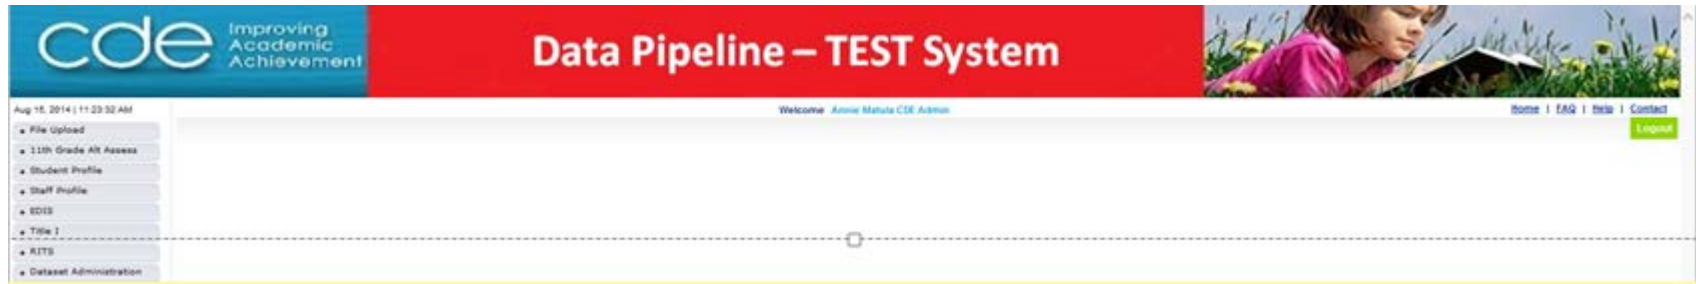 cde Improving
Academic
Achievement
Data Pipeline – TEST System
Aug 15, 2014 | 11:23:32 AM
Welcome Annie Matula CDE Admin
Home | FAQ | Help | Contact
Logout
File Upload
11th Grade Alt Assess
Student Profile
Staff Profile
EDIS
Title I
RITS
Dataset Administration